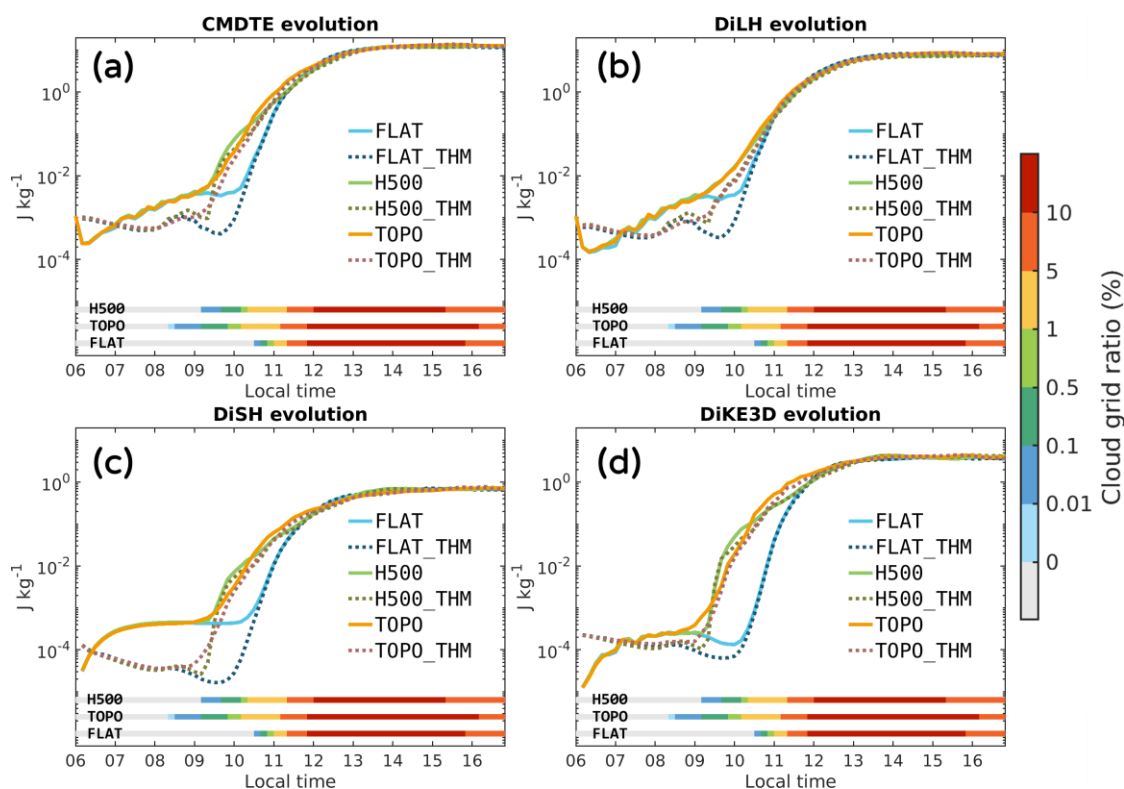 CMDTE evolution
(a)
J kg-1
10^0
10^-2
10^-4
FLAT
FLAT_THM
H500
H500_THM
TOPO
TOPO_THM
H500
TOPO
FLAT
06 07 08 09 10 11 12 13 14 15 16
Local time
DiLH evolution
(b)
J kg-1
10^0
10^-2
10^-4
FLAT
FLAT_THM
H500
H500_THM
TOPO
TOPO_THM
H500
TOPO
FLAT
06 07 08 09 10 11 12 13 14 15 16
Local time
DiSH evolution
(c)
J kg-1
10^0
10^-2
10^-4
FLAT
FLAT_THM
H500
H500_THM
TOPO
TOPO_THM
H500
TOPO
FLAT
06 07 08 09 10 11 12 13 14 15 16
Local time
DiKE3D evolution
(d)
J kg-1
10^0
10^-2
10^-4
FLAT
FLAT_THM
H500
H500_THM
TOPO
TOPO_THM
H500
TOPO
FLAT
06 07 08 09 10 11 12 13 14 15 16
Local time
10
5
1
0.5
0.1
0.01
0
Cloud grid ratio (%)